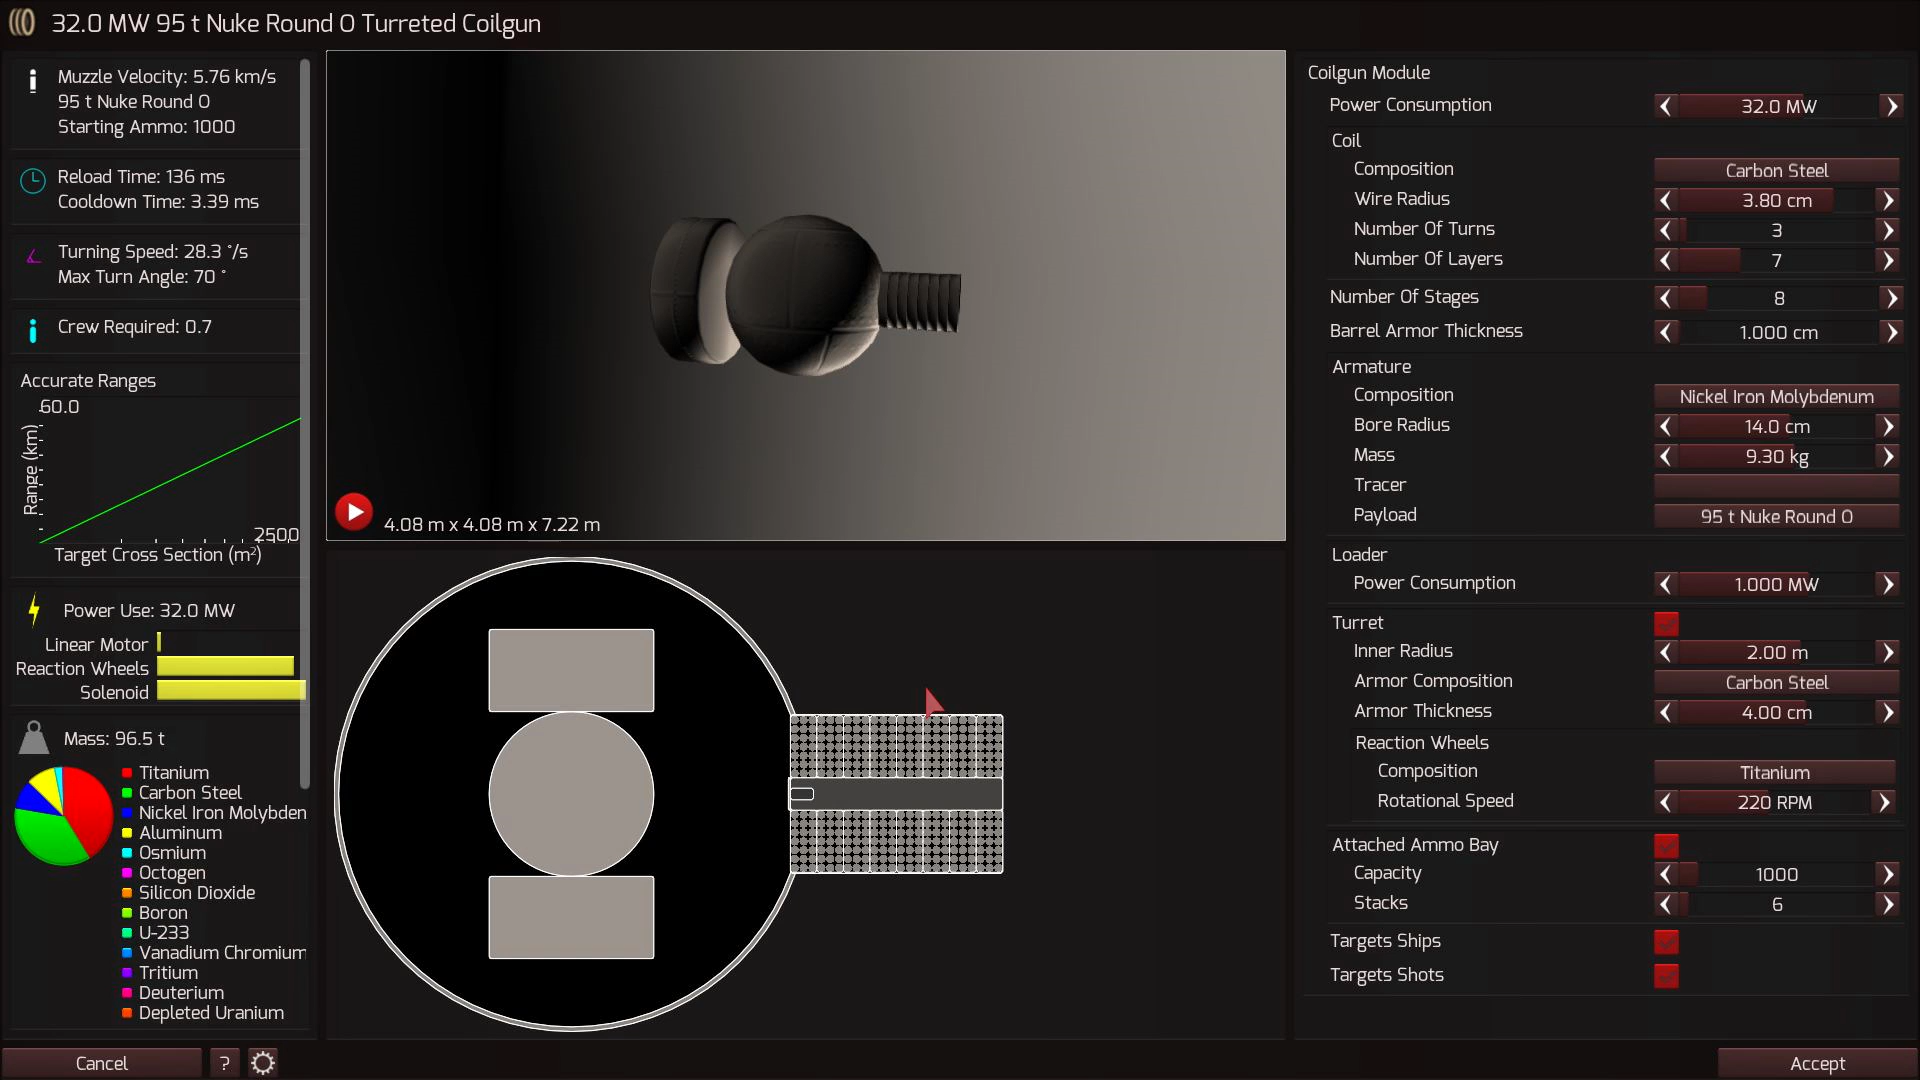 32.0 MW 95 t Nuke Round O Turreted Coilgun
Muzzle Velocity: 5.76 km/s
95 t Nuke Round O
Starting Ammo: 1000
Reload Time: 136 ms
Cooldown Time: 3.39 ms
Turning Speed: 28.3 °/s
Max Turn Angle: 70 °
Crew Required: 0.7
Accurate Ranges
60.0
Range (km)
2500
Target Cross Section (m²)
Power Use: 32.0 MW
Linear Motor
Reaction Wheels
Solenoid
Mass: 96.5 t
Titanium
Carbon Steel
Nickel Iron Molybden
Aluminum
Osmium
Octogen
Silicon Dioxide
Boron
U-233
Vanadium Chromium
Tritium
Deuterium
Depleted Uranium
Cancel
?
4.08 m x 4.08 m x 7.22 m
Coilgun Module
Power Consumption 32.0 MW
Coil
Composition Carbon Steel
Wire Radius 3.80 cm
Number Of Turns 3
Number Of Layers 7
Number Of Stages 8
Barrel Armor Thickness 1.000 cm
Armature
Composition Nickel Iron Molybdenum
Bore Radius 14.0 cm
Mass 9.30 kg
Tracer
Payload 95 t Nuke Round O
Loader
Power Consumption 1.000 MW
Turret
Inner Radius 2.00 m
Armor Composition Carbon Steel
Armor Thickness 4.00 cm
Reaction Wheels
Composition Titanium
Rotational Speed 220 RPM
Attached Ammo Bay
Capacity 1000
Stacks 6
Targets Ships
Targets Shots
Accept